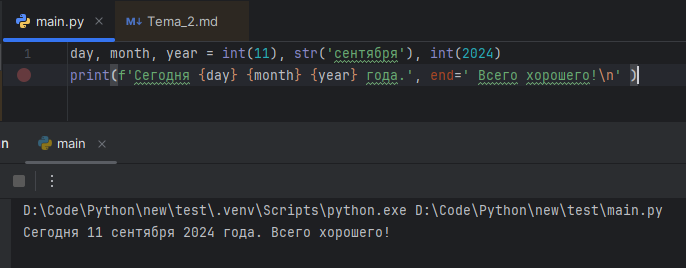 main.py × Tema_2.md
1 day, month, year = int(11), str('сентября'), int(2024)
print(f'Сегодня {day} {month} {year} года.', end=' Всего хорошего!\n' )
n main ×
D:\Code\Python\new\test\.venv\Scripts\python.exe D:\Code\Python\new\test\main.py
Сегодня 11 сентября 2024 года. Всего хорошего!